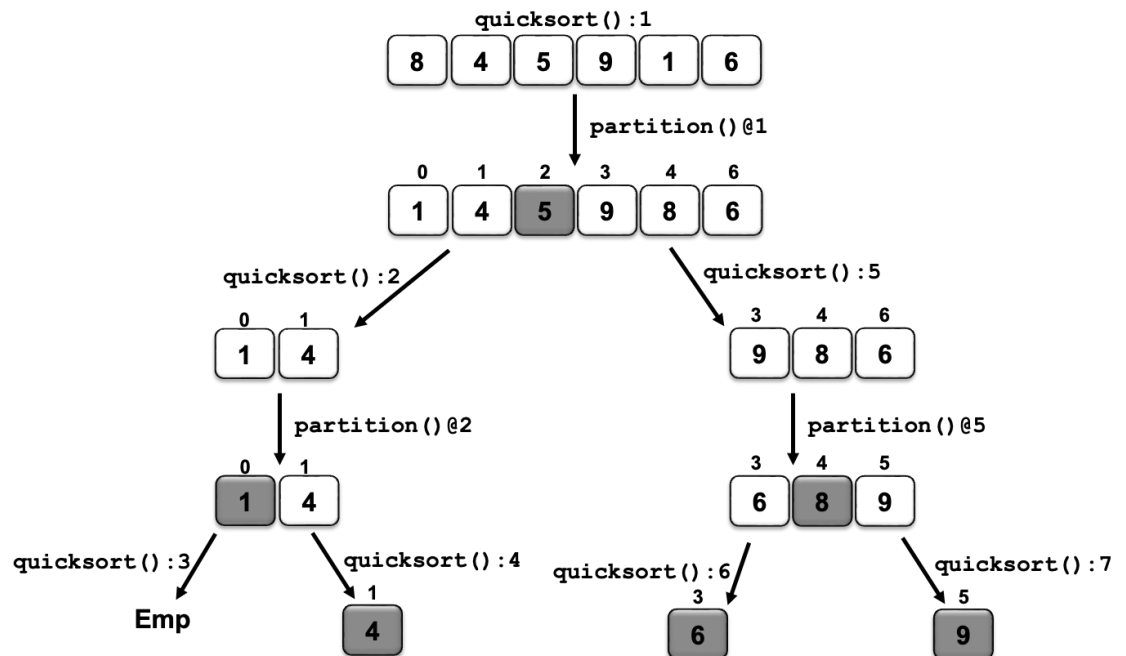 quicksort():1
8 4 5 9 1 6
partition()@1
0 1 2 3 4 6
1 4 5 9 8 6
quicksort():2
quicksort():5
0 1
1 4
3 4 6
9 8 6
partition()@2
partition()@5
0 1
1 4
3 4 5
6 8 9
quicksort():3
quicksort():4
quicksort():6
quicksort():7
Emp
1
4
3
6
5
9